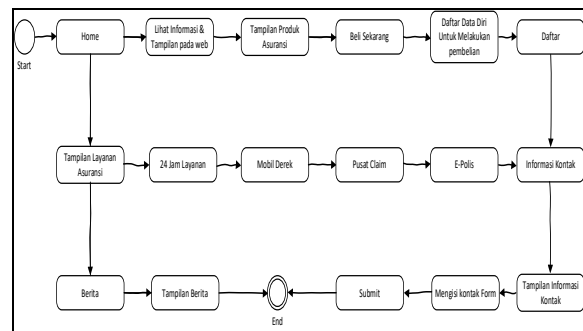 Home
Lihat Informasi &
Tampilan pada web
Tampilan Produk
Asuransi
Beli Sekarang
Daftar Data Diri
Untuk Melakukan
pembelian
Daftar
Start
Tampilan Layanan
Asuransi
24 Jam Layanan
Mobil Derek
Pusat Claim
E-Polis
Informasi Kontak
Berita
Tampilan Berita
End
Submit
Mengisi kontak Form
Tampilan Informasi
Kontak